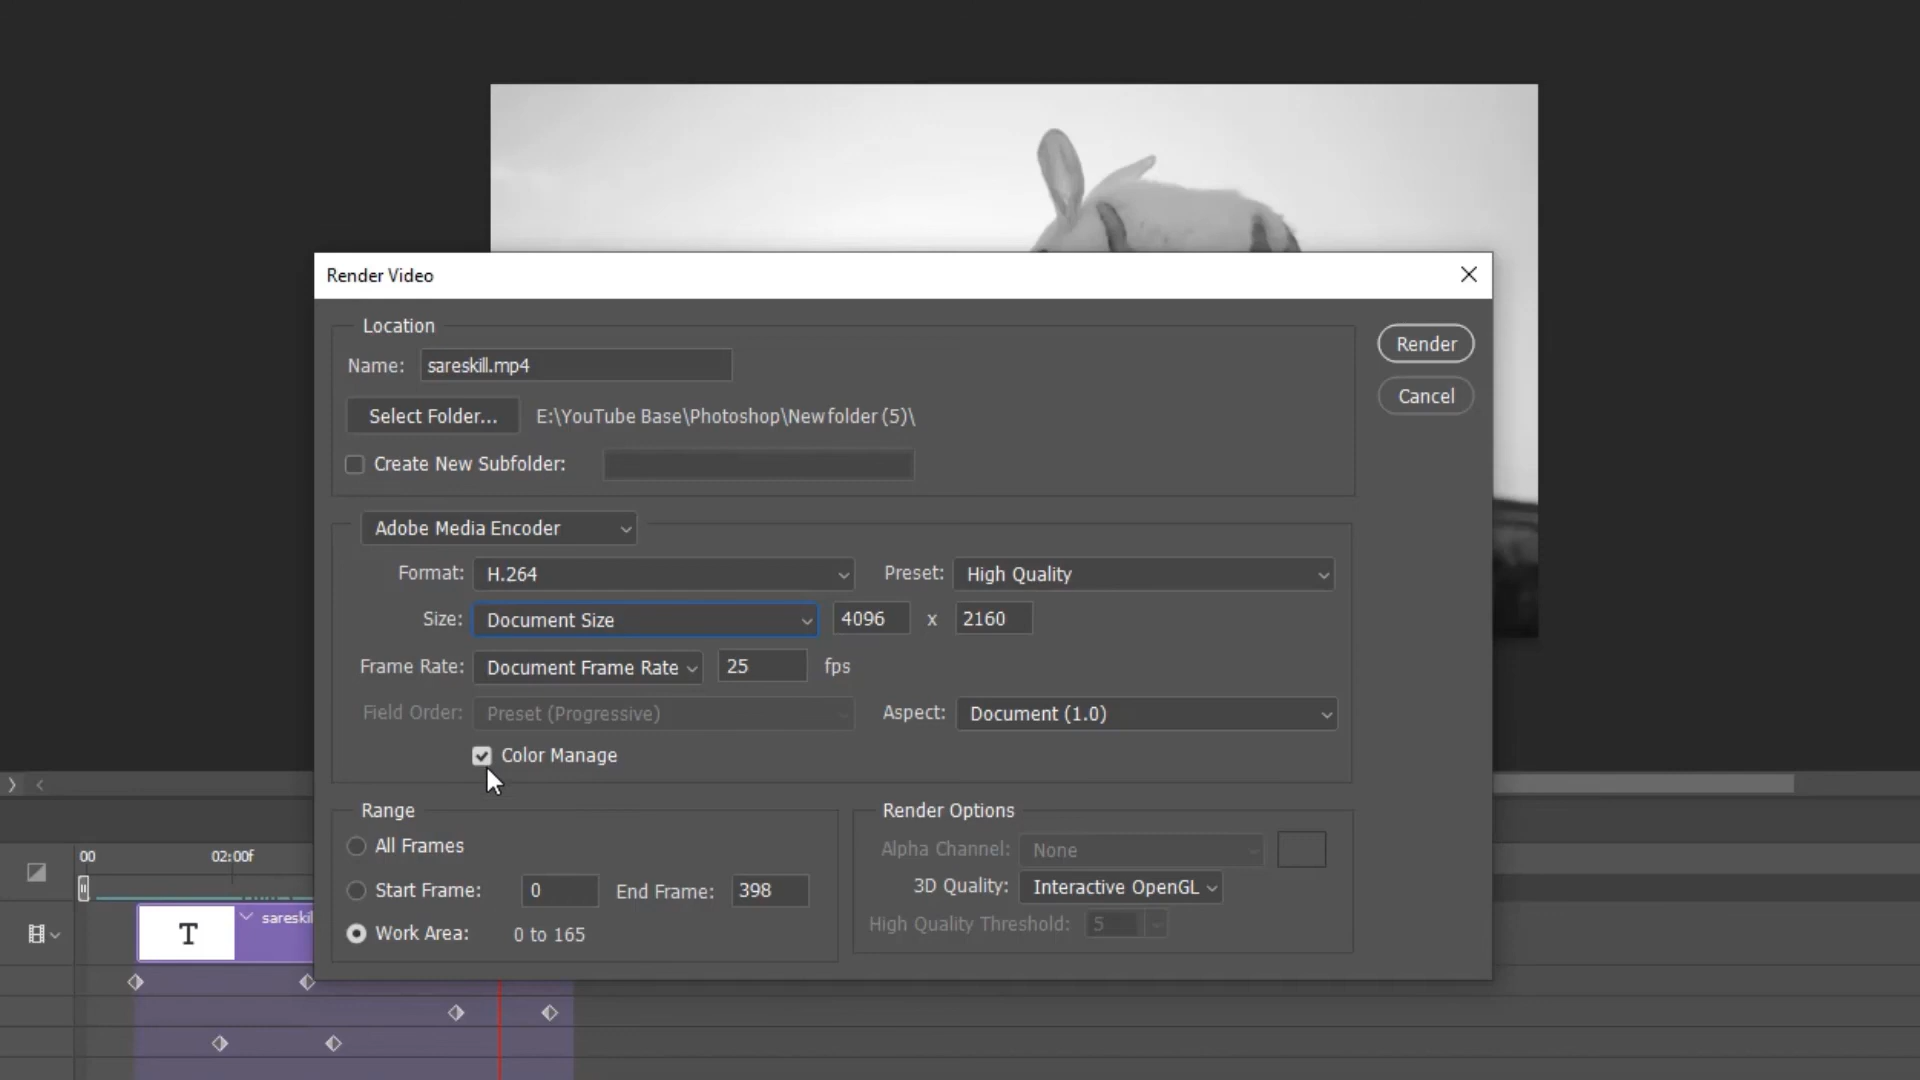 Render Video
Location
Render
Name: sareskill.mp4
Cancel
Select Folder... E:\YouTube Base\Photoshop\New folder (5)\
Create New Subfolder:
Adobe Media Encoder
Format: H.264 Preset: High Quality
Size: Document Size 4096 x 2160
Frame Rate: Document Frame Rate 25 fps
Field Order: Preset (Progressive) Aspect: Document (1.0)
Color Manage
Range Render Options
All Frames
Alpha Channel: None
00 02:00f
Start Frame: 0 End Frame: 398
3D Quality: Interactive OpenGL
T sareskil
High Quality Threshold: 5
Work Area: 0 to 165